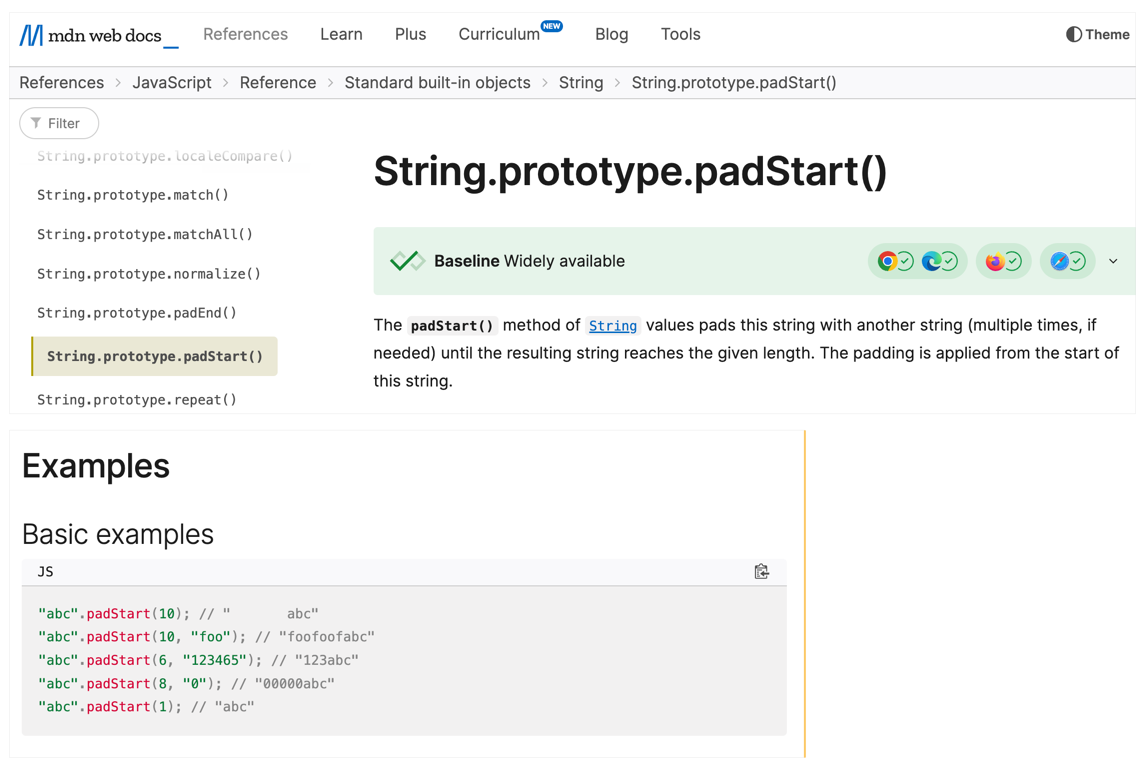 mdn web docs_ References Learn Plus Curriculum NEW Blog Tools Theme
References > JavaScript > Reference > Standard built-in objects > String > String.prototype.padStart()
Filter
String.prototype.localeCompare()
String.prototype.match()
String.prototype.matchAll()
String.prototype.normalize()
String.prototype.padEnd()
String.prototype.padStart()
String.prototype.repeat()
String.prototype.padStart()
Baseline Widely available
The padStart() method of String values pads this string with another string (multiple times, if
needed) until the resulting string reaches the given length. The padding is applied from the start of
this string.
Examples
Basic examples
JS
"abc".padStart(10); // "       abc"
"abc".padStart(10, "foo"); // "foofoofabc"
"abc".padStart(6, "123465"); // "123abc"
"abc".padStart(8, "0"); // "00000abc"
"abc".padStart(1); // "abc"